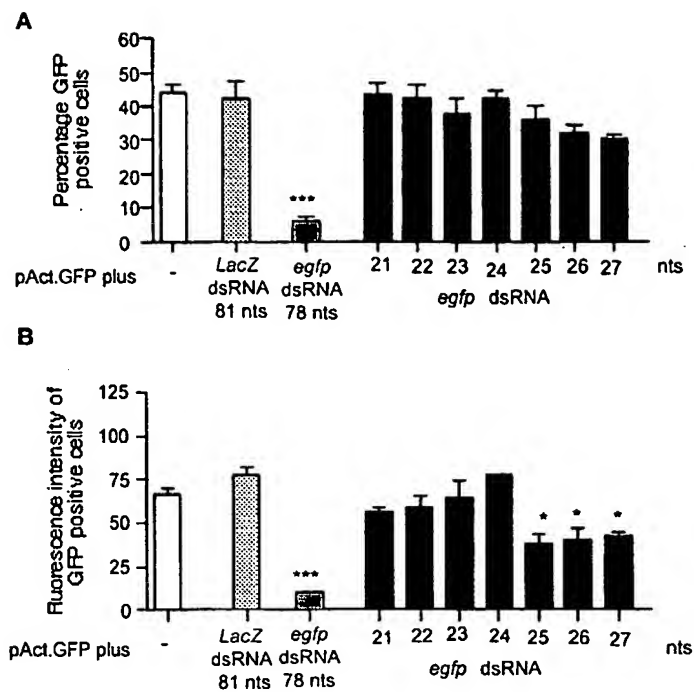 A
Percentage GFP
positive cells
60
50
40
30
20
10
0
pAct.GFP plus
-
LacZ
dsRNA
81 nts
egfp
dsRNA
78 nts
***
21 22 23 24 25 26 27 nts
egfp dsRNA
B
Fluorescence intensity of
GFP positive cells
125
100
75
50
25
0
pAct.GFP plus
-
LacZ
dsRNA
81 nts
egfp
dsRNA
78 nts
***
* * *
21 22 23 24 25 26 27 nts
egfp dsRNA